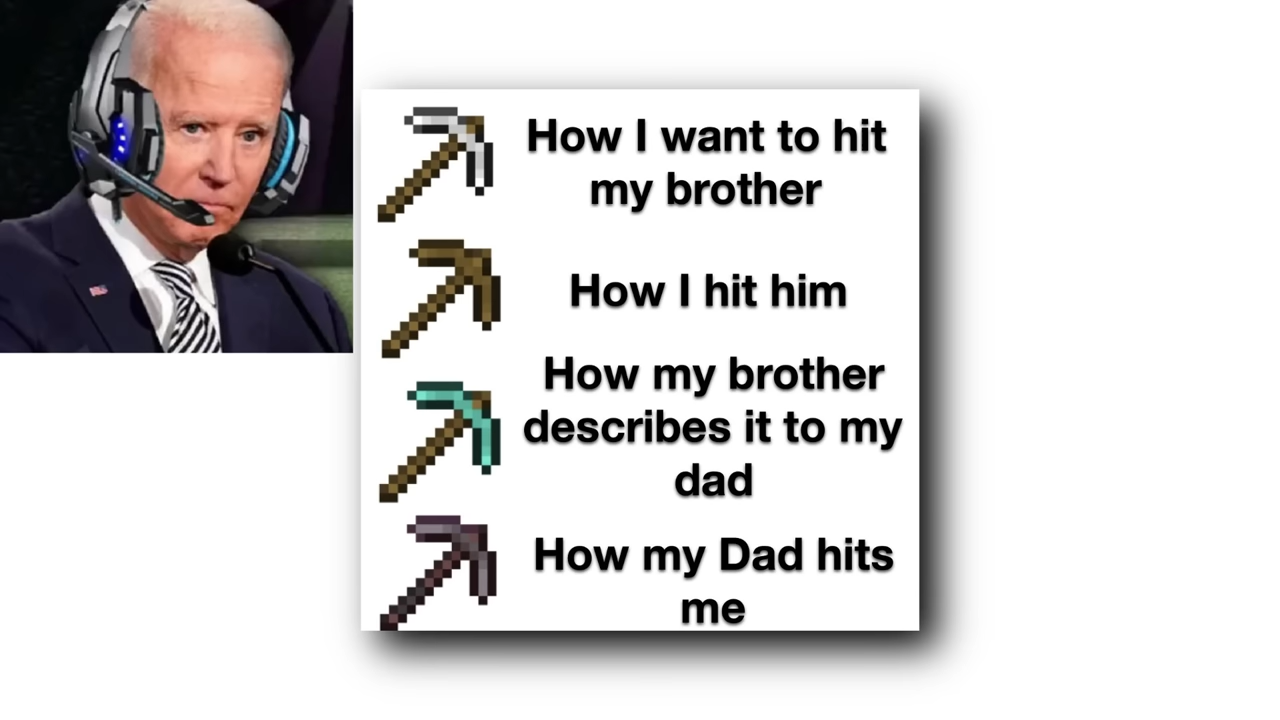 How I want to hit
my brother
How I hit him
How my brother
describes it to my
dad
How my Dad hits
me